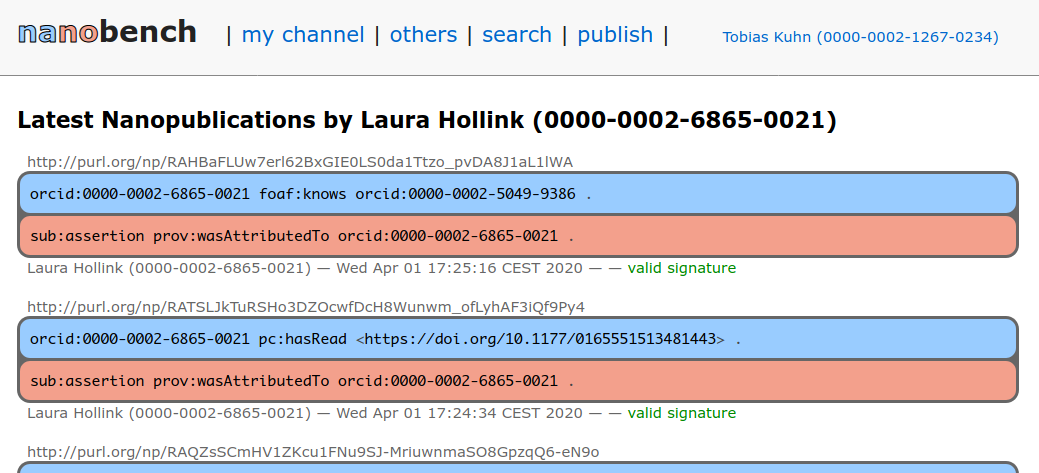 nanobench | my channel | others | search | publish | Tobias Kuhn (0000-0002-1267-0234)
Latest Nanopublications by Laura Hollink (0000-0002-6865-0021)
http://purl.org/np/RAHBaFLUw7erl62BxGIE0LS0da1Ttzo_pvDA8J1aL1lWA
orcid:0000-0002-6865-0021 foaf:knows orcid:0000-0002-5049-9386 .
sub:assertion prov:wasAttributedTo orcid:0000-0002-6865-0021 .
Laura Hollink (0000-0002-6865-0021) — Wed Apr 01 17:25:16 CEST 2020 — — valid signature
http://purl.org/np/RATSLJkTuRSHo3DZOcwfDcH8Wunwm_ofLyhAF3iQf9Py4
orcid:0000-0002-6865-0021 pc:hasRead <https://doi.org/10.1177/0165551513481443> .
sub:assertion prov:wasAttributedTo orcid:0000-0002-6865-0021 .
Laura Hollink (0000-0002-6865-0021) — Wed Apr 01 17:24:34 CEST 2020 — — valid signature
http://purl.org/np/RAQZsSCmHV1ZKcu1FNu9SJ-MriuwnmaSO8GpzqQ6-eN9o